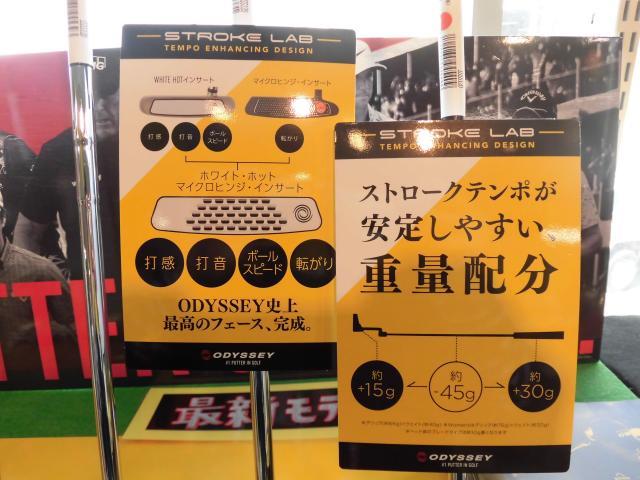 STROKE LAB
TEMPO ENHANCING DESIGN
WHITE HOTインサート
マイクロヒンジ・インサート
打感
打音
ボール
スピード
転がり
ホワイト・ホット
マイクロヒンジ・インサート
打感
打音
ボール
スピード
転がり
ODYSSEY史上
最高のフェース、完成。
ODYSSEY
#1 PUTTER IN GOLF
STROKE LAB
TEMPO ENHANCING DESIGN
ストロークテンポが
安定しやすい、
重量配分
約
+15g
約
-45g
約
+30g
ODYSSEY
#1 PUTTER IN GOLF
最新モデ
TTER